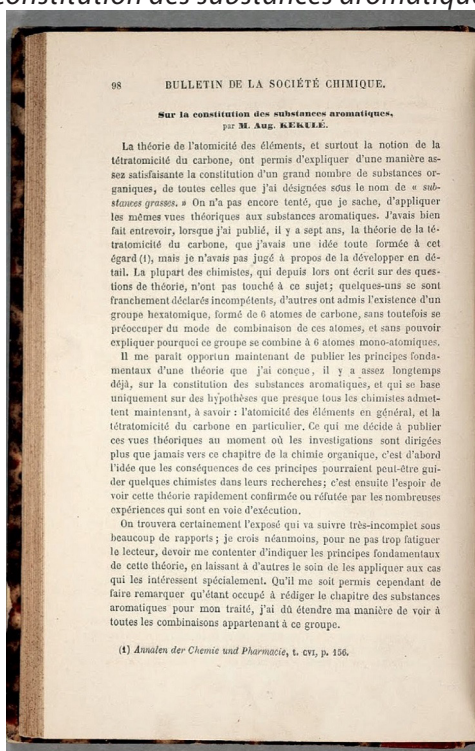 constitution des substances aromatique
98 BULLETIN DE LA SOCIÉTÉ CHIMIQUE.
Sur la constitution des substances aromatiques,
par M. Aug. KEKULÉ.
La théorie de l'atomicité des éléments, et surtout la notion de la
tétratomicité du carbone, ont permis d'expliquer d'une manière as-
sez satisfaisante la constitution d'un grand nombre de substances or-
ganiques, de toutes celles que j'ai désignées sous le nom de « sub-
stances grasses. » On n'a pas encore tenté, que je sache, d'appliquer
les mêmes vues théoriques aux substances aromatiques. J'avais bien
fait entrevoir, lorsque j'ai publié, il y a sept ans, la théorie de la té-
tratomicité du carbone, que j'avais une idée toute formée à cet
égard (1), mais je n'avais pas jugé à propos de la développer en dé-
tail. La plupart des chimistes, qui depuis lors ont écrit sur des ques-
tions de théorie, n'ont pas touché à ce sujet; quelques-uns se sont
franchement déclarés incompétents, d'autres ont admis l'existence d'un
groupe hexatomique, formé de 6 atomes de carbone, sans toutefois se
préoccuper du mode de combinaison de ces atomes, et sans pouvoir
expliquer pourquoi ce groupe se combine à 6 atomes mono-atomiques.
Il me paraît opportun maintenant de publier les principes fonda-
mentaux d'une théorie que j'ai conçue, il y a assez longtemps
déjà, sur la constitution des substances aromatiques, et qui se base
uniquement sur des hypothèses que presque tous les chimistes admet-
tent maintenant, à savoir : l'atomicité des éléments en général, et la
tétratomicité du carbone en particulier. Ce qui me décide à publier
ces vues théoriques au moment où les investigations sont dirigées
plus que jamais vers ce chapitre de la chimie organique, c'est d'abord
l'idée que les conséquences de ces principes pourraient peut-être gui-
der quelques chimistes dans leurs recherches; c'est ensuite l'espoir de
voir cette théorie rapidement confirmée ou réfutée par les nombreuses
expériences qui sont en voie d'exécution.
On trouvera certainement l'exposé qui va suivre très-incomplet sous
beaucoup de rapports ; je crois néanmoins, pour ne pas trop fatiguer
le lecteur, devoir me contenter d'indiquer les principes fondamentaux
de cette théorie, en laissant à d'autres le soin de les appliquer aux cas
qui les intéressent spécialement. Qu'il me soit permis cependant de
faire remarquer qu'étant occupé à rédiger le chapitre des substances
aromatiques pour mon traité, j'ai dû étendre ma manière de voir à
toutes les combinaisons appartenant à ce groupe.
(1) Annalen der Chemie und Pharmacie, t. CVI, p. 156.